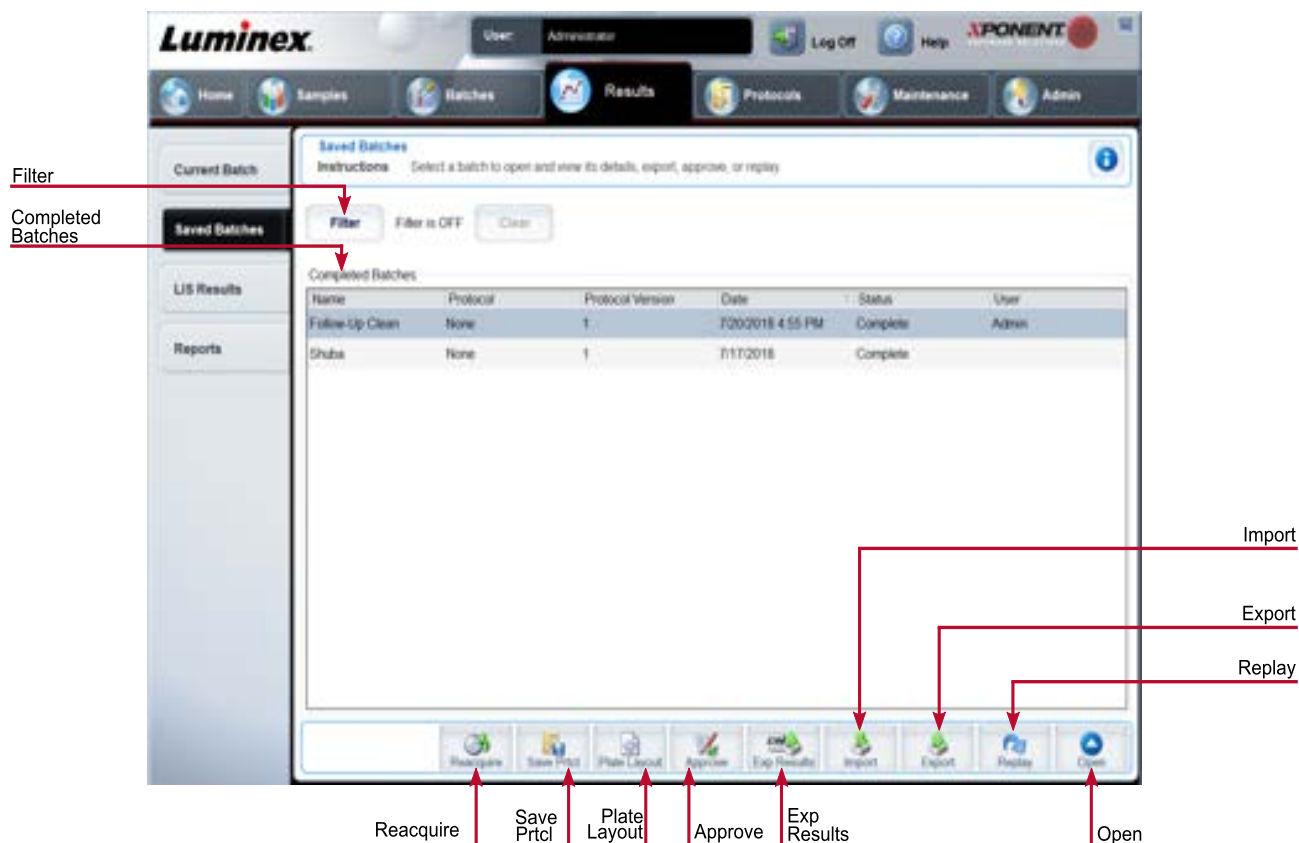 Luminex.
User: Administrator
Log Off
Help
XPONENT
Home
Samples
Batches
Results
Protocols
Maintenance
Admin
Filter
Completed
Batches
Current Batch
Saved Batches
LIS Results
Reports
Saved Batches
Instructions Select a batch to open and view its details, export, approve, or replay
Filter Filter is OFF Clear
Completed Batches
Name Protocol Protocol Version Date Status User
Follow-Up Clean None 1 7/20/2018 4:55 PM Complete Admin
Shuba None 1 7/17/2018 Complete
Import
Export
Replay
Reacquire Save Prtcl Plate Layout Approve Exp Results Import Export Replay Open
Reacquire
Save
Prtcl
Plate
Layout
Approve
Exp
Results
Open